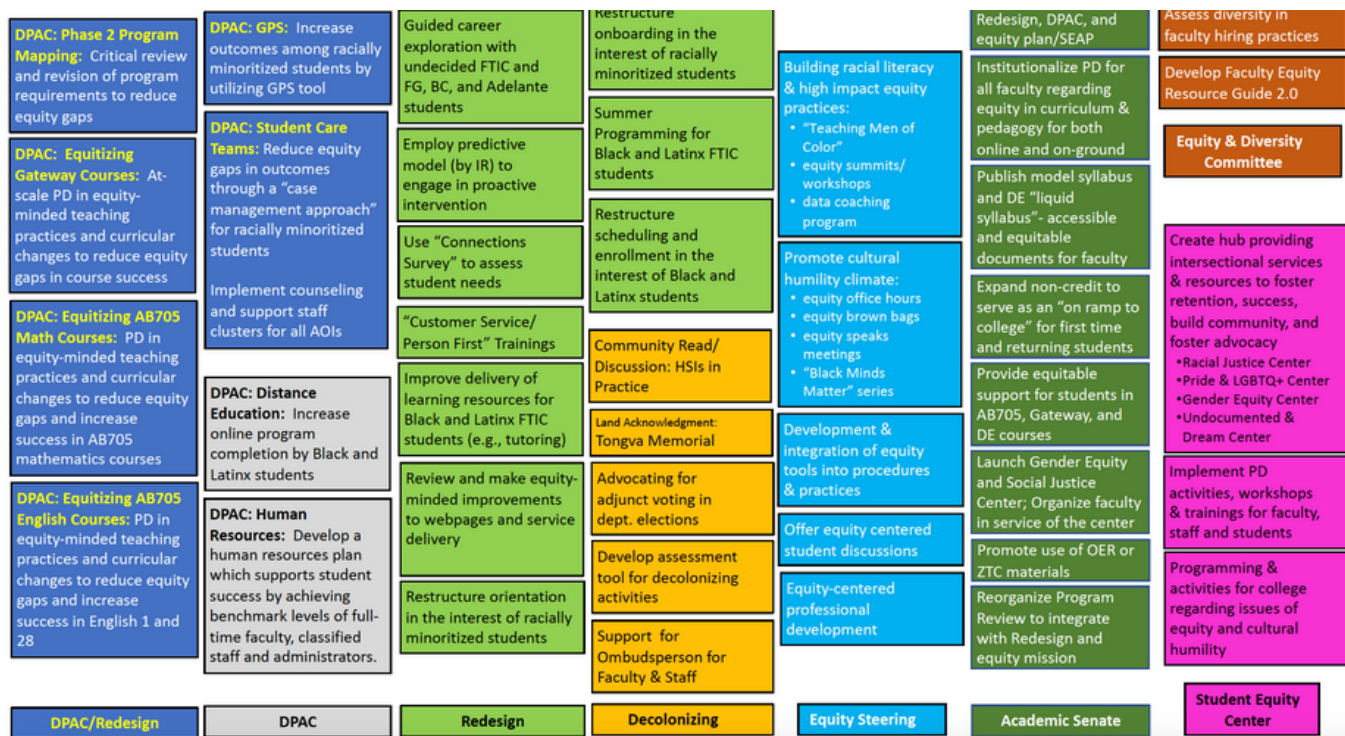 DPAC: Phase 2 Program
Mapping: Critical review
and revision of program
requirements to reduce
equity gaps
DPAC: Equitizing
Gateway Courses: At-
scale PD in equity-
minded teaching
practices and curricular
changes to reduce equity
gaps in course success
DPAC: Equitizing AB705
Math Courses: PD in
equity-minded teaching
practices and curricular
changes to reduce equity
gaps and increase
success in AB705
mathematics courses
DPAC: Equitizing AB705
English Courses: PD in
equity-minded teaching
practices and curricular
changes to reduce equity
gaps and increase
success in English 1 and
28
DPAC/Redesign
DPAC: GPS: Increase
outcomes among racially
minoritized students by
utilizing GPS tool
DPAC: Student Care
Teams: Reduce equity
gaps in outcomes
through a “case
management approach”
for racially minoritized
students
Implement counseling
and support staff
clusters for all AOIs
DPAC: Distance
Education: Increase
online program
completion by Black and
Latinx students
DPAC: Human
Resources: Develop a
human resources plan
which supports student
success by achieving
benchmark levels of full-
time faculty, classified
staff and administrators.
DPAC
Guided career
exploration with
undecided FTIC and
FG, BC, and Adelante
students
Employ predictive
model (by IR) to
engage in proactive
intervention
Use “Connections
Survey” to assess
student needs
“Customer Service/
Person First” Trainings
Improve delivery of
learning resources for
Black and Latinx FTIC
students (e.g., tutoring)
Review and make equity-
minded improvements
to webpages and service
delivery
Restructure orientation
in the interest of racially
minoritized students
Redesign
Restructure
onboarding in the
interest of racially
minoritized students
Summer
Programming for
Black and Latinx FTIC
students
Restructure
scheduling and
enrollment in the
interest of Black and
Latinx students
Community Read/
Discussion: HSIs in
Practice
Land Acknowledgment:
Tongva Memorial
Advocating for
adjunct voting in
dept. elections
Develop assessment
tool for decolonizing
activities
Support for
Ombudsperson for
Faculty & Staff
Decolonizing
Building racial literacy
& high impact equity
practices:
• “Teaching Men of
Color”
• equity summits/
workshops
• data coaching
program
Promote cultural
humility climate:
• equity office hours
• equity brown bags
• equity speaks
meetings
• “Black Minds
Matter” series
Development &
integration of equity
tools into procedures
& practices
Offer equity centered
student discussions
Equity-centered
professional
development
Equity Steering
Redesign, DPAC, and
equity plan/SEAP
Institutionalize PD for
all faculty regarding
equity in curriculum &
pedagogy for both
online and on-ground
Publish model syllabus
and DE “liquid
syllabus”- accessible
and equitable
documents for faculty
Expand non-credit to
serve as an “on ramp to
college” for first time
and returning students
Provide equitable
support for students in
AB705, Gateway, and
DE courses
Launch Gender Equity
and Social Justice
Center; Organize faculty
in service of the center
Promote use of OER or
ZTC materials
Reorganize Program
Review to integrate
with Redesign and
equity mission
Academic Senate
Assess diversity in
faculty hiring practices
Develop Faculty Equity
Resource Guide 2.0
Equity & Diversity
Committee
Create hub providing
intersectional services
& resources to foster
retention, success,
build community, and
foster advocacy
•Racial Justice Center
•Pride & LGBTQ+ Center
•Gender Equity Center
•Undocumented &
Dream Center
Implement PD
activities, workshops
& trainings for faculty,
staff and students
Programming &
activities for college
regarding issues of
equity and cultural
humility
Student Equity
Center